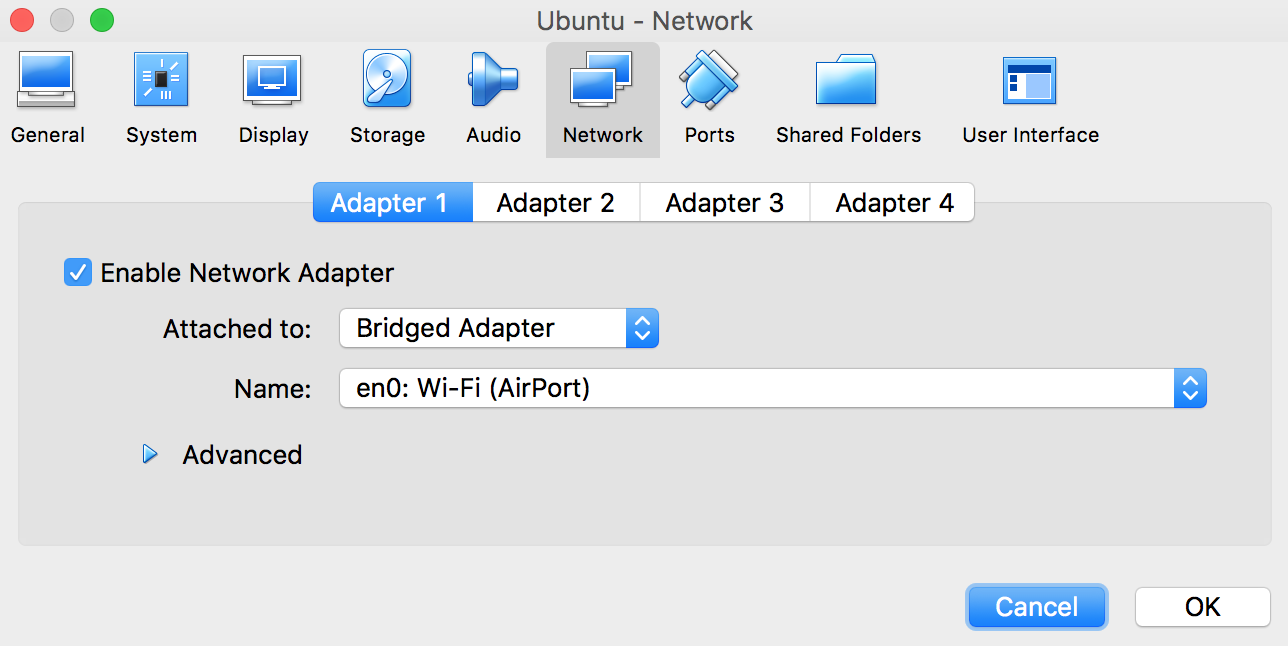 Ubuntu - Network
General System Display Storage Audio Network Ports Shared Folders User Interface
Adapter 1 Adapter 2 Adapter 3 Adapter 4
Enable Network Adapter
Attached to: Bridged Adapter
Name: en0: Wi-Fi (AirPort)
Advanced
Cancel OK